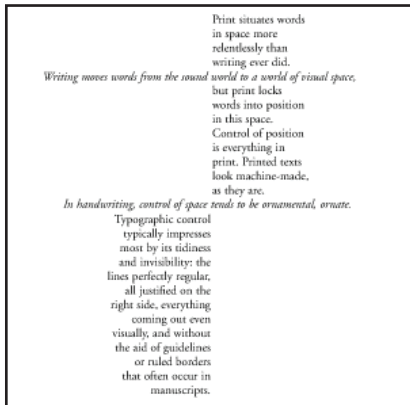 Print situates words
in space more
relentlessly than
writing ever did.
Writing moves words from the sound world to a world of visual space,
but print locks
words into position
in this space.
Control of position
is everything in
print. Printed texts
look machine-made,
as they are.
In handwriting, control of space tends to be ornamental, ornate.
Typographic control
typically impresses
most by its tidiness
and invisibility: the
lines perfectly regular,
all justified on the
right side, everything
coming out even
visually, and without
the aid of guidelines
or ruled borders
that often occur in
manuscripts.